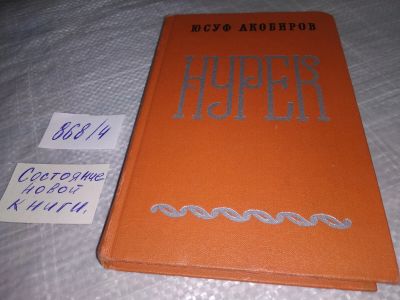 ЮСУФ АКОБИРОВ
НУРЕК
868/4
Состояние
новой
книги.